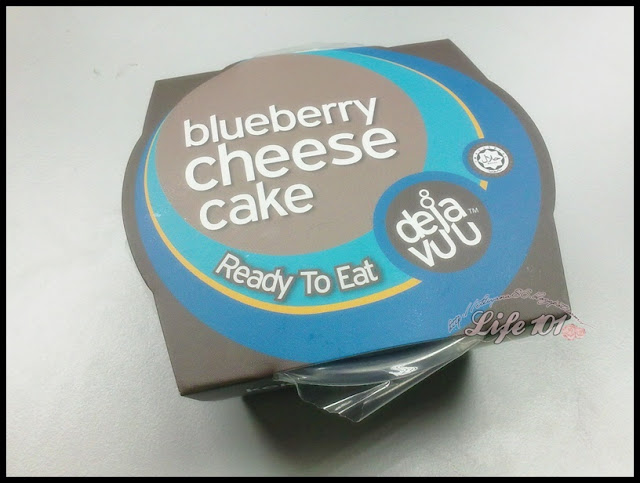 blueberry
cheese
cake
deja
vuu
TM
Ready To Eat
Life 101